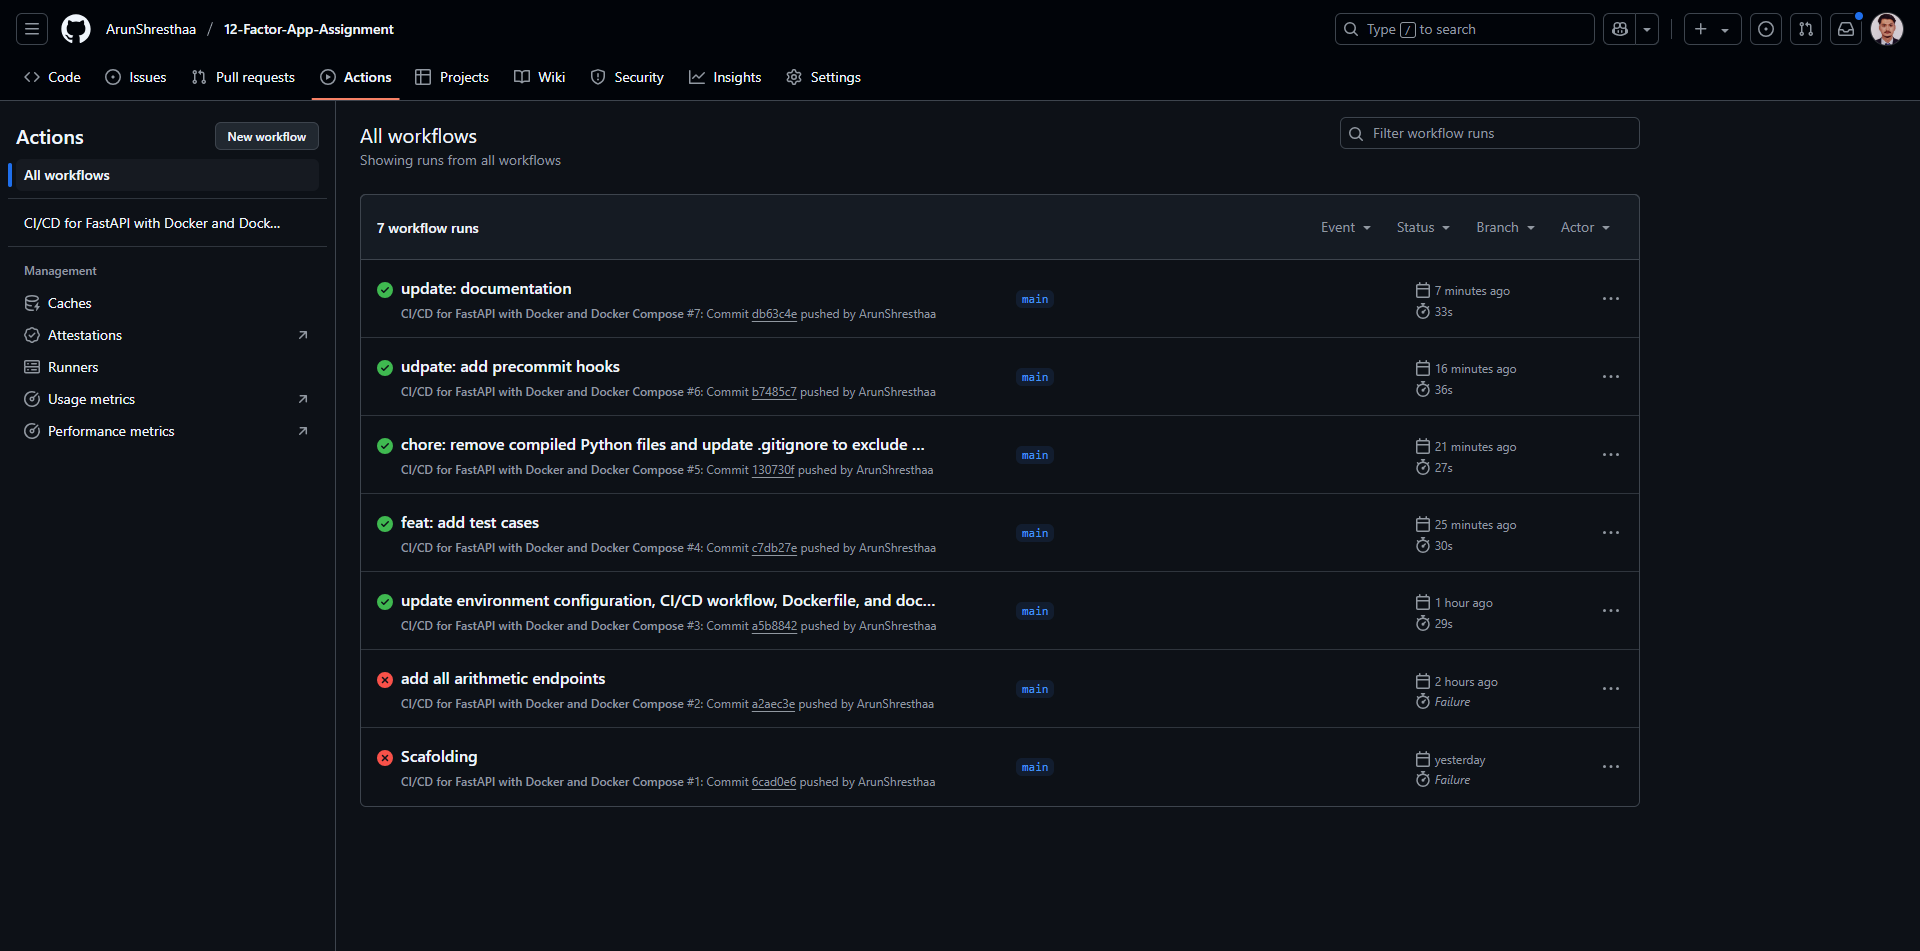 ArunShresthaa / 12-Factor-App-Assignment
Type / to search
Code Issues Pull requests Actions Projects Wiki Security Insights Settings
Actions
New workflow
All workflows
CI/CD for FastAPI with Docker and Dock...
Management
Caches
Attestations
Runners
Usage metrics
Performance metrics
All workflows
Showing runs from all workflows
Filter workflow runs
7 workflow runs
Event Status Branch Actor
update: documentation
CI/CD for FastAPI with Docker and Docker Compose #7: Commit db63c4e pushed by ArunShresthaa
main
7 minutes ago
33s
udpate: add precommit hooks
CI/CD for FastAPI with Docker and Docker Compose #6: Commit b7485c7 pushed by ArunShresthaa
main
16 minutes ago
36s
chore: remove compiled Python files and update .gitignore to exclude ...
CI/CD for FastAPI with Docker and Docker Compose #5: Commit 130730f pushed by ArunShresthaa
main
21 minutes ago
27s
feat: add test cases
CI/CD for FastAPI with Docker and Docker Compose #4: Commit c7db27e pushed by ArunShresthaa
main
25 minutes ago
30s
update environment configuration, CI/CD workflow, Dockerfile, and doc...
CI/CD for FastAPI with Docker and Docker Compose #3: Commit a5b8842 pushed by ArunShresthaa
main
1 hour ago
29s
add all arithmetic endpoints
CI/CD for FastAPI with Docker and Docker Compose #2: Commit a2aec3e pushed by ArunShresthaa
main
2 hours ago
Failure
Scafolding
CI/CD for FastAPI with Docker and Docker Compose #1: Commit 6cad0e6 pushed by ArunShresthaa
main
yesterday
Failure